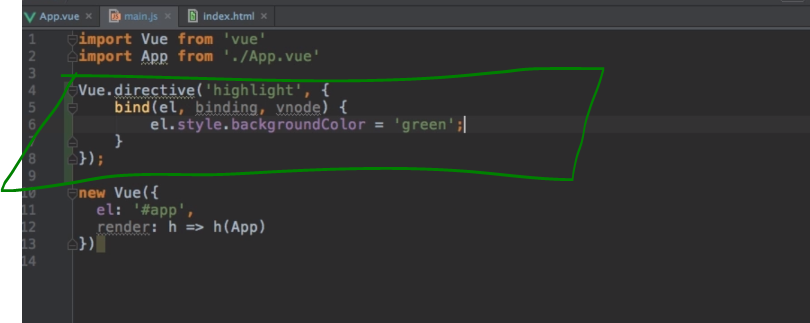 App.vue × main.js × index.html ×
1 import Vue from 'vue'
2 import App from './App.vue'
3
4 Vue.directive('highlight', {
5     bind(el, binding, vnode) {
6         el.style.backgroundColor = 'green';
7     }
8 });
9
10 new Vue({
11   el: '#app',
12   render: h => h(App)
13 })
14